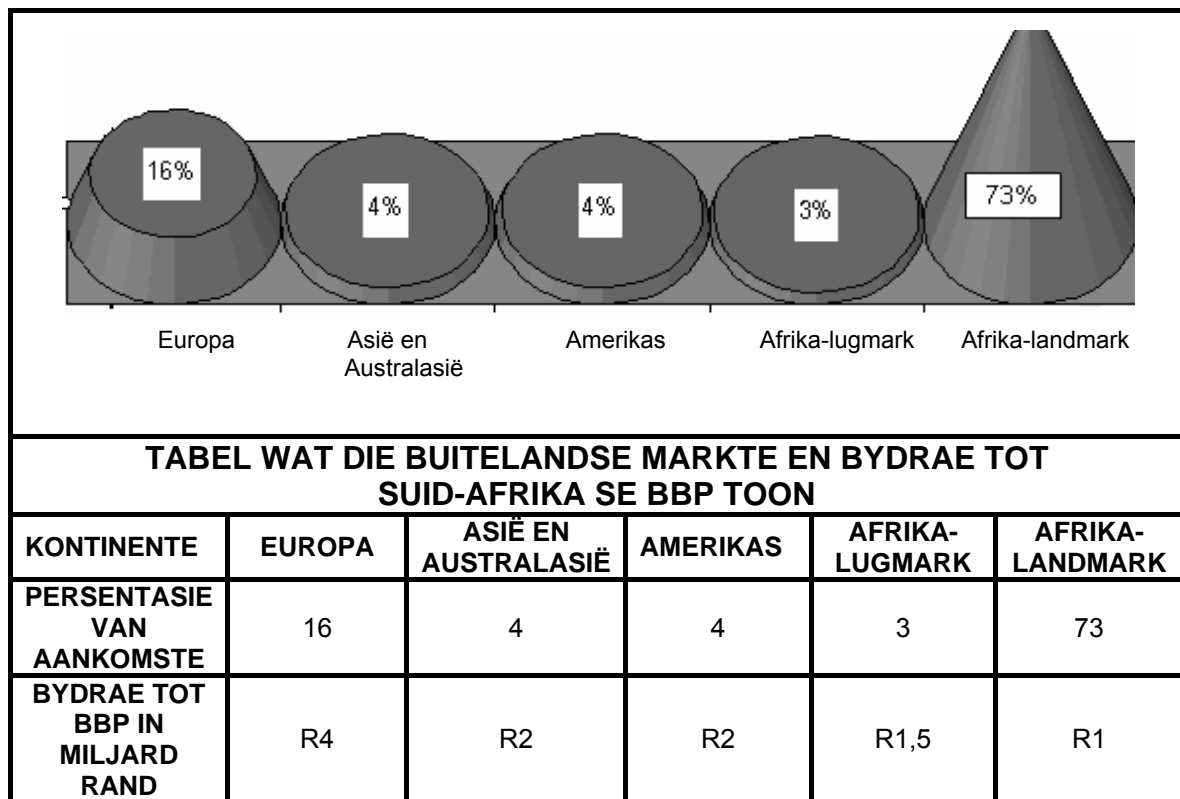 16%
4%
4%
3%
73%
Europa
Asië en
Australasië
Amerikas
Afrika-lugmark
Afrika-landmark
TABEL WAT DIE BUITELANDSE MARKTE EN BYDRAE TOT
SUID-AFRIKA SE BBP TOON
KONTINENTE
EUROPA
ASIË EN
AUSTRALASIË
AMERIKAS
AFRIKA-
LUGMARK
AFRIKA-
LANDMARK
PERSENTASIE
VAN
AANKOMSTE
16
4
4
3
73
BYDRAE TOT
BBP IN
MILJARD
RAND
R4
R2
R2
R1,5
R1